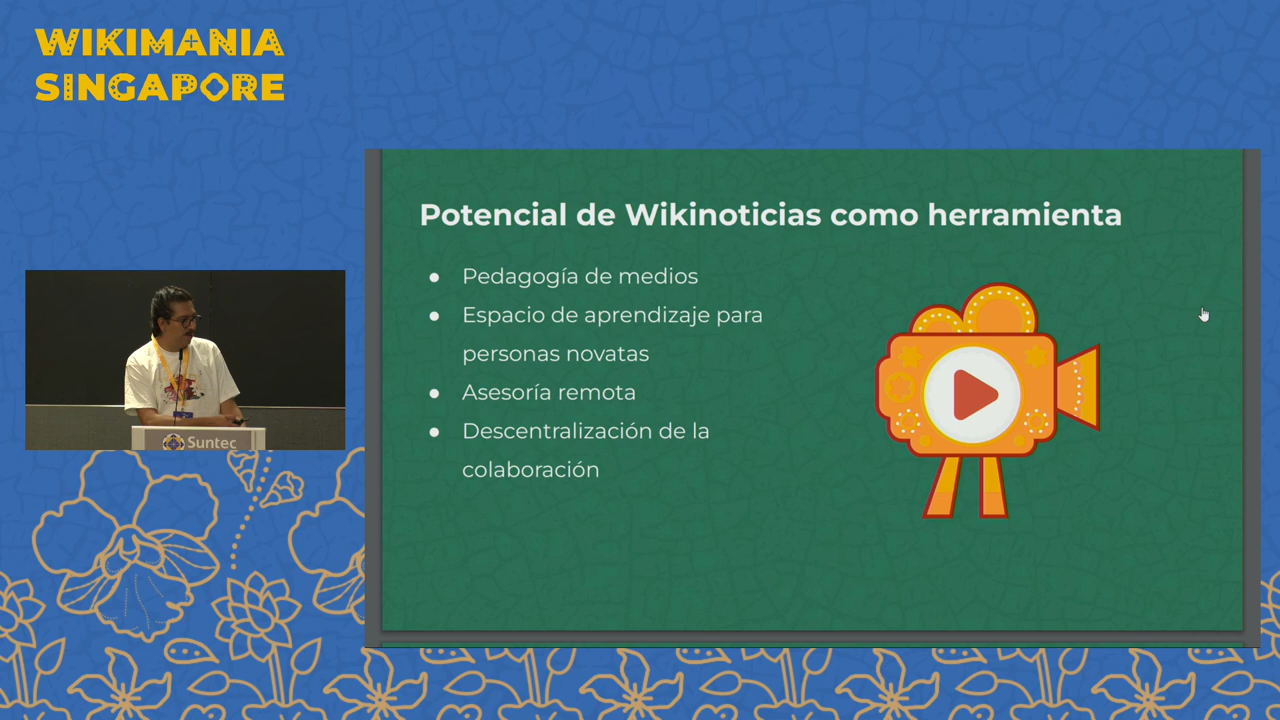 WIKIMANIA
SINGAPORE
Potencial de Wikinoticias como herramienta
● Pedagogía de medios
● Espacio de aprendizaje para
personas novatas
● Asesoría remota
● Descentralización de la
colaboración
Suntec